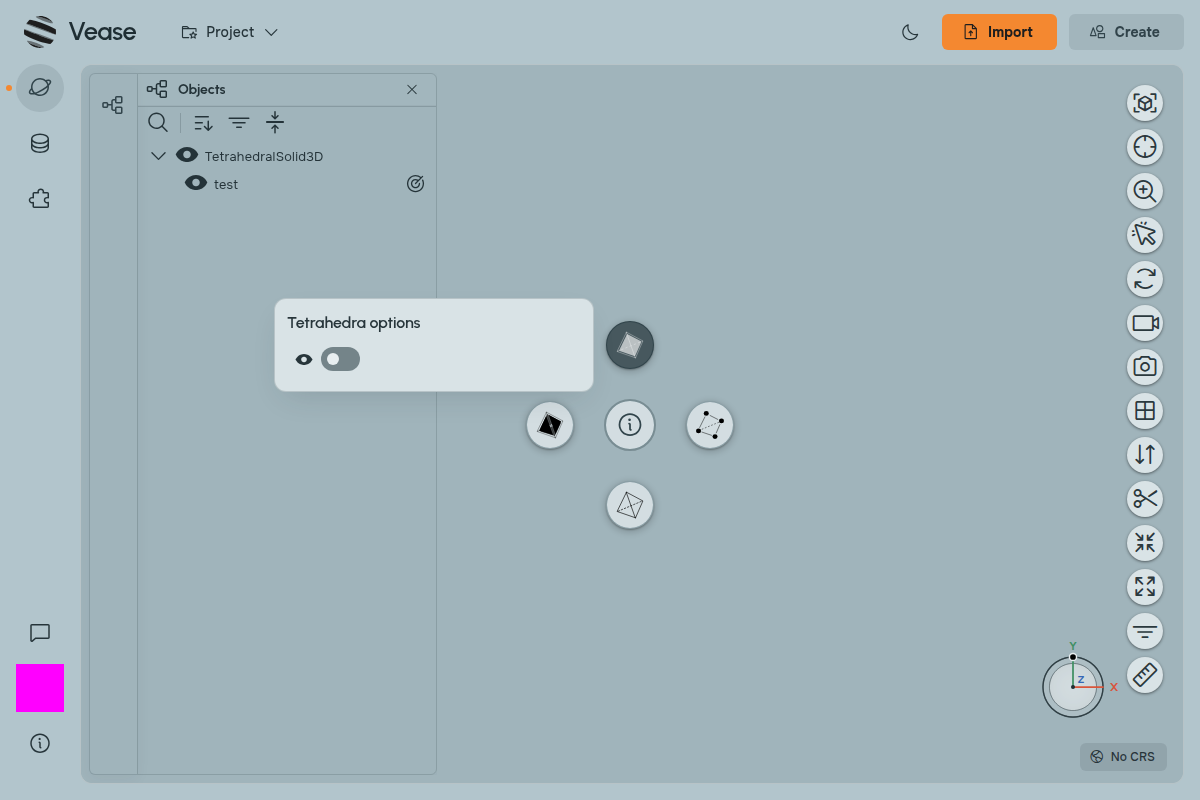 Vease
Project
Import
Create
Objects
TetrahedralSolid3D
test
Tetrahedra options
Y
Z
X
No CRS